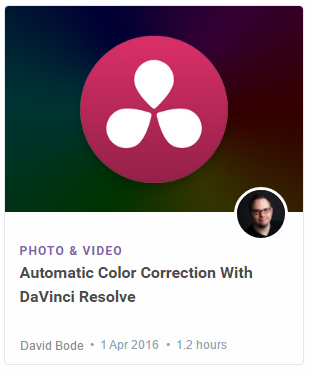 PHOTO & VIDEO
Automatic Color Correction With
DaVinci Resolve
David Bode • 1 Apr 2016 • 1.2 hours